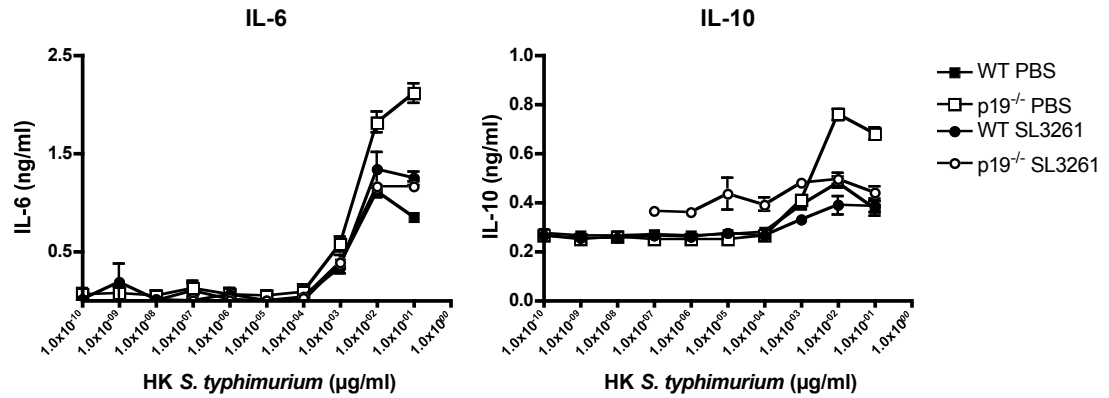 IL-6
IL-10
2.5
1.5
0.5
IL-6 (ng/ml)
1.0x10⁻¹⁰
1.0x10⁻⁰⁹
1.0x10⁻⁰⁸
1.0x10⁻⁰⁷
1.0x10⁻⁰⁶
1.0x10⁻⁰⁵
1.0x10⁻⁰⁴
1.0x10⁻⁰³
1.0x10⁻⁰²
1.0x10⁻⁰¹
1.0x10⁰⁰
HK S. typhimurium (µg/ml)
1.0
0.8
0.6
0.4
0.2
0.0
IL-10 (ng/ml)
1.0x10⁻¹⁰
1.0x10⁻⁰⁹
1.0x10⁻⁰⁸
1.0x10⁻⁰⁷
1.0x10⁻⁰⁶
1.0x10⁻⁰⁵
1.0x10⁻⁰⁴
1.0x10⁻⁰³
1.0x10⁻⁰²
1.0x10⁻⁰¹
1.0x10⁰⁰
HK S. typhimurium (µg/ml)
WT PBS
p19⁻/⁻ PBS
WT SL3261
p19⁻/⁻ SL3261